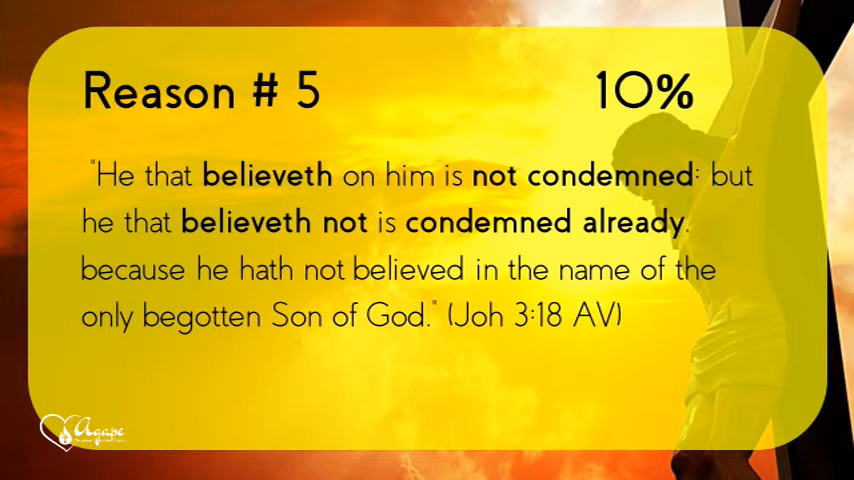 Reason # 5 10%
"He that believeth on him is not condemned: but
he that believeth not is condemned already,
because he hath not believed in the name of the
only begotten Son of God." (Joh 3:18 AV)
Agape